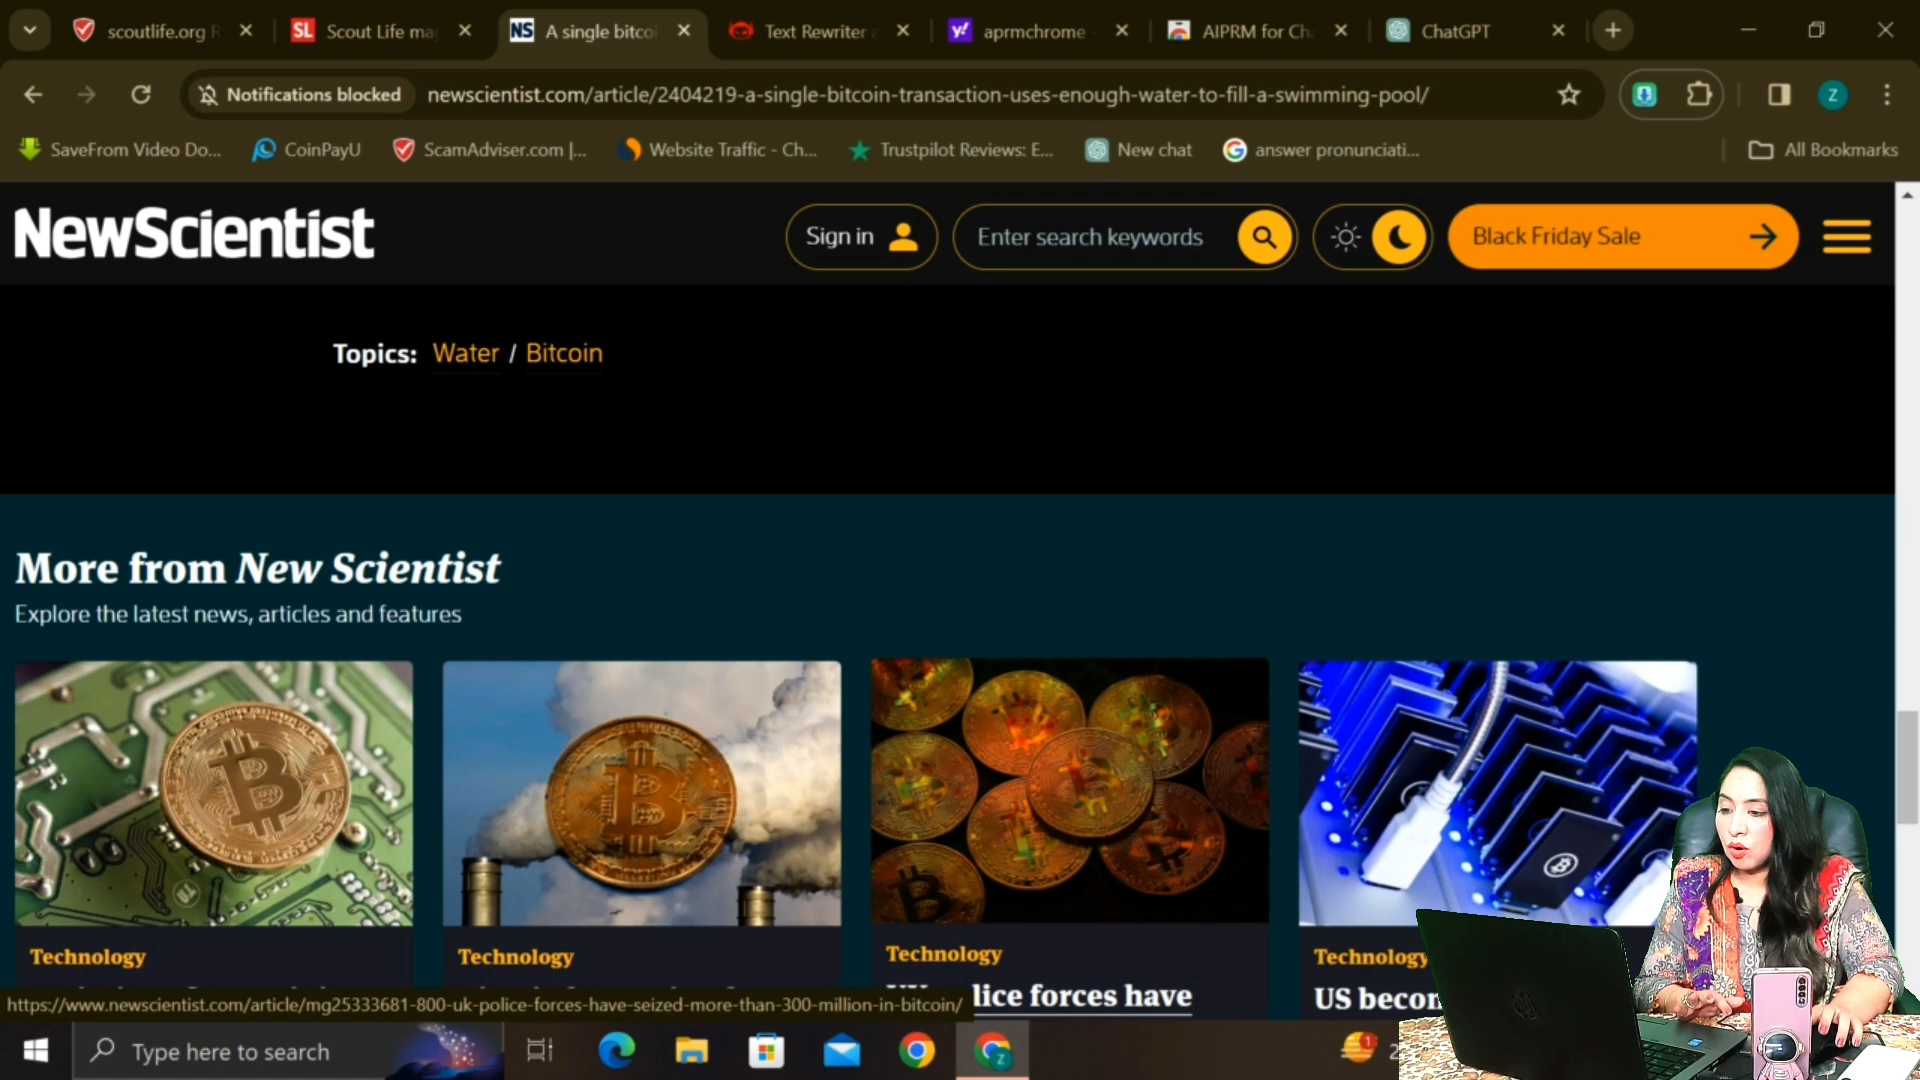 scoutlife.org
SL Scout Life
NS A single bitco
Text Rewriter
y! aprmchrome
AIPRM for Ch
ChatGPT
Notifications blocked newscientist.com/article/2404219-a-single-bitcoin-transaction-uses-enough-water-to-fill-a-swimming-pool/
Z
SaveFrom Video Do... CoinPayU ScamAdviser.com |... Website Traffic - Ch... Trustpilot Reviews: E... New chat answer pronunciati... All Bookmarks
NewScientist Sign in Enter search keywords Black Friday Sale
Topics: Water / Bitcoin
More from New Scientist
Explore the latest news, articles and features
Technology Technology Technology Technology
lice forces have
US becom
https://www.newscientist.com/article/mg25333681-800-uk-police-forces-have-seized-more-than-300-million-in-bitcoin/
Type here to search